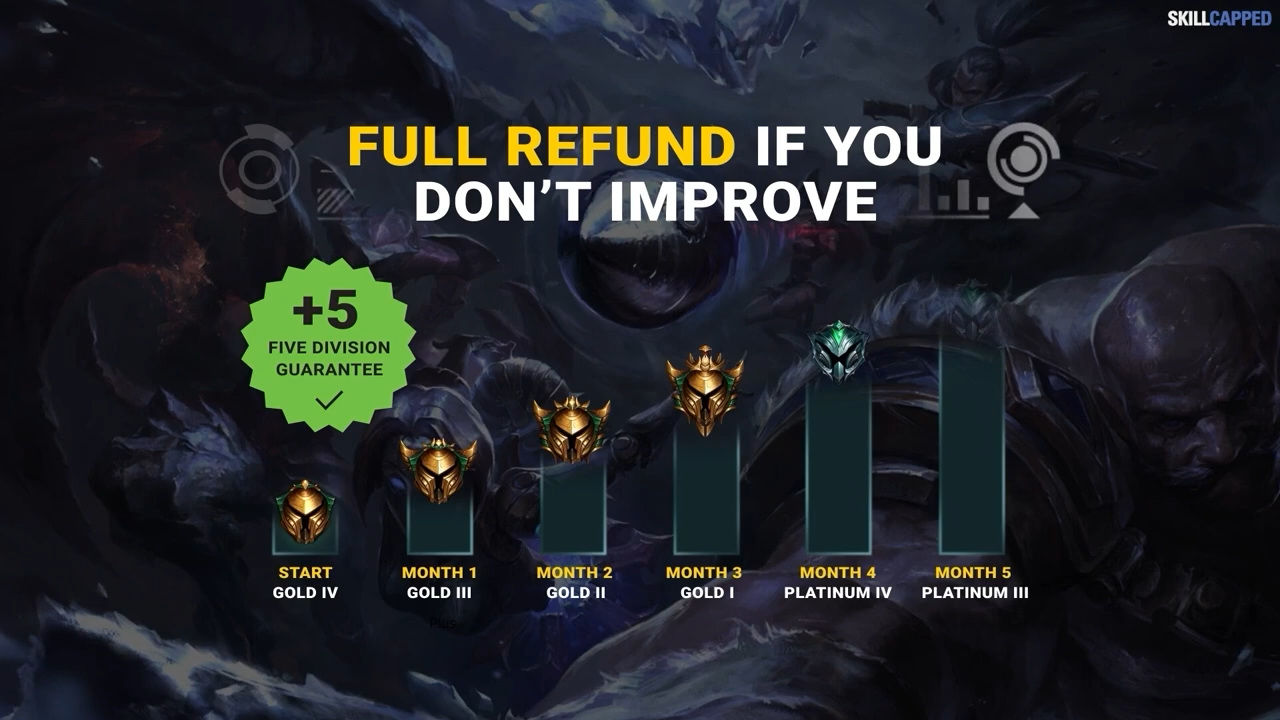 SKILLCAPPED
FULL REFUND IF YOU
DON'T IMPROVE
+5
FIVE DIVISION
GUARANTEE
START
GOLD IV
MONTH 1
GOLD III
MONTH 2
GOLD II
MONTH 3
GOLD I
MONTH 4
PLATINUM IV
MONTH 5
PLATINUM III